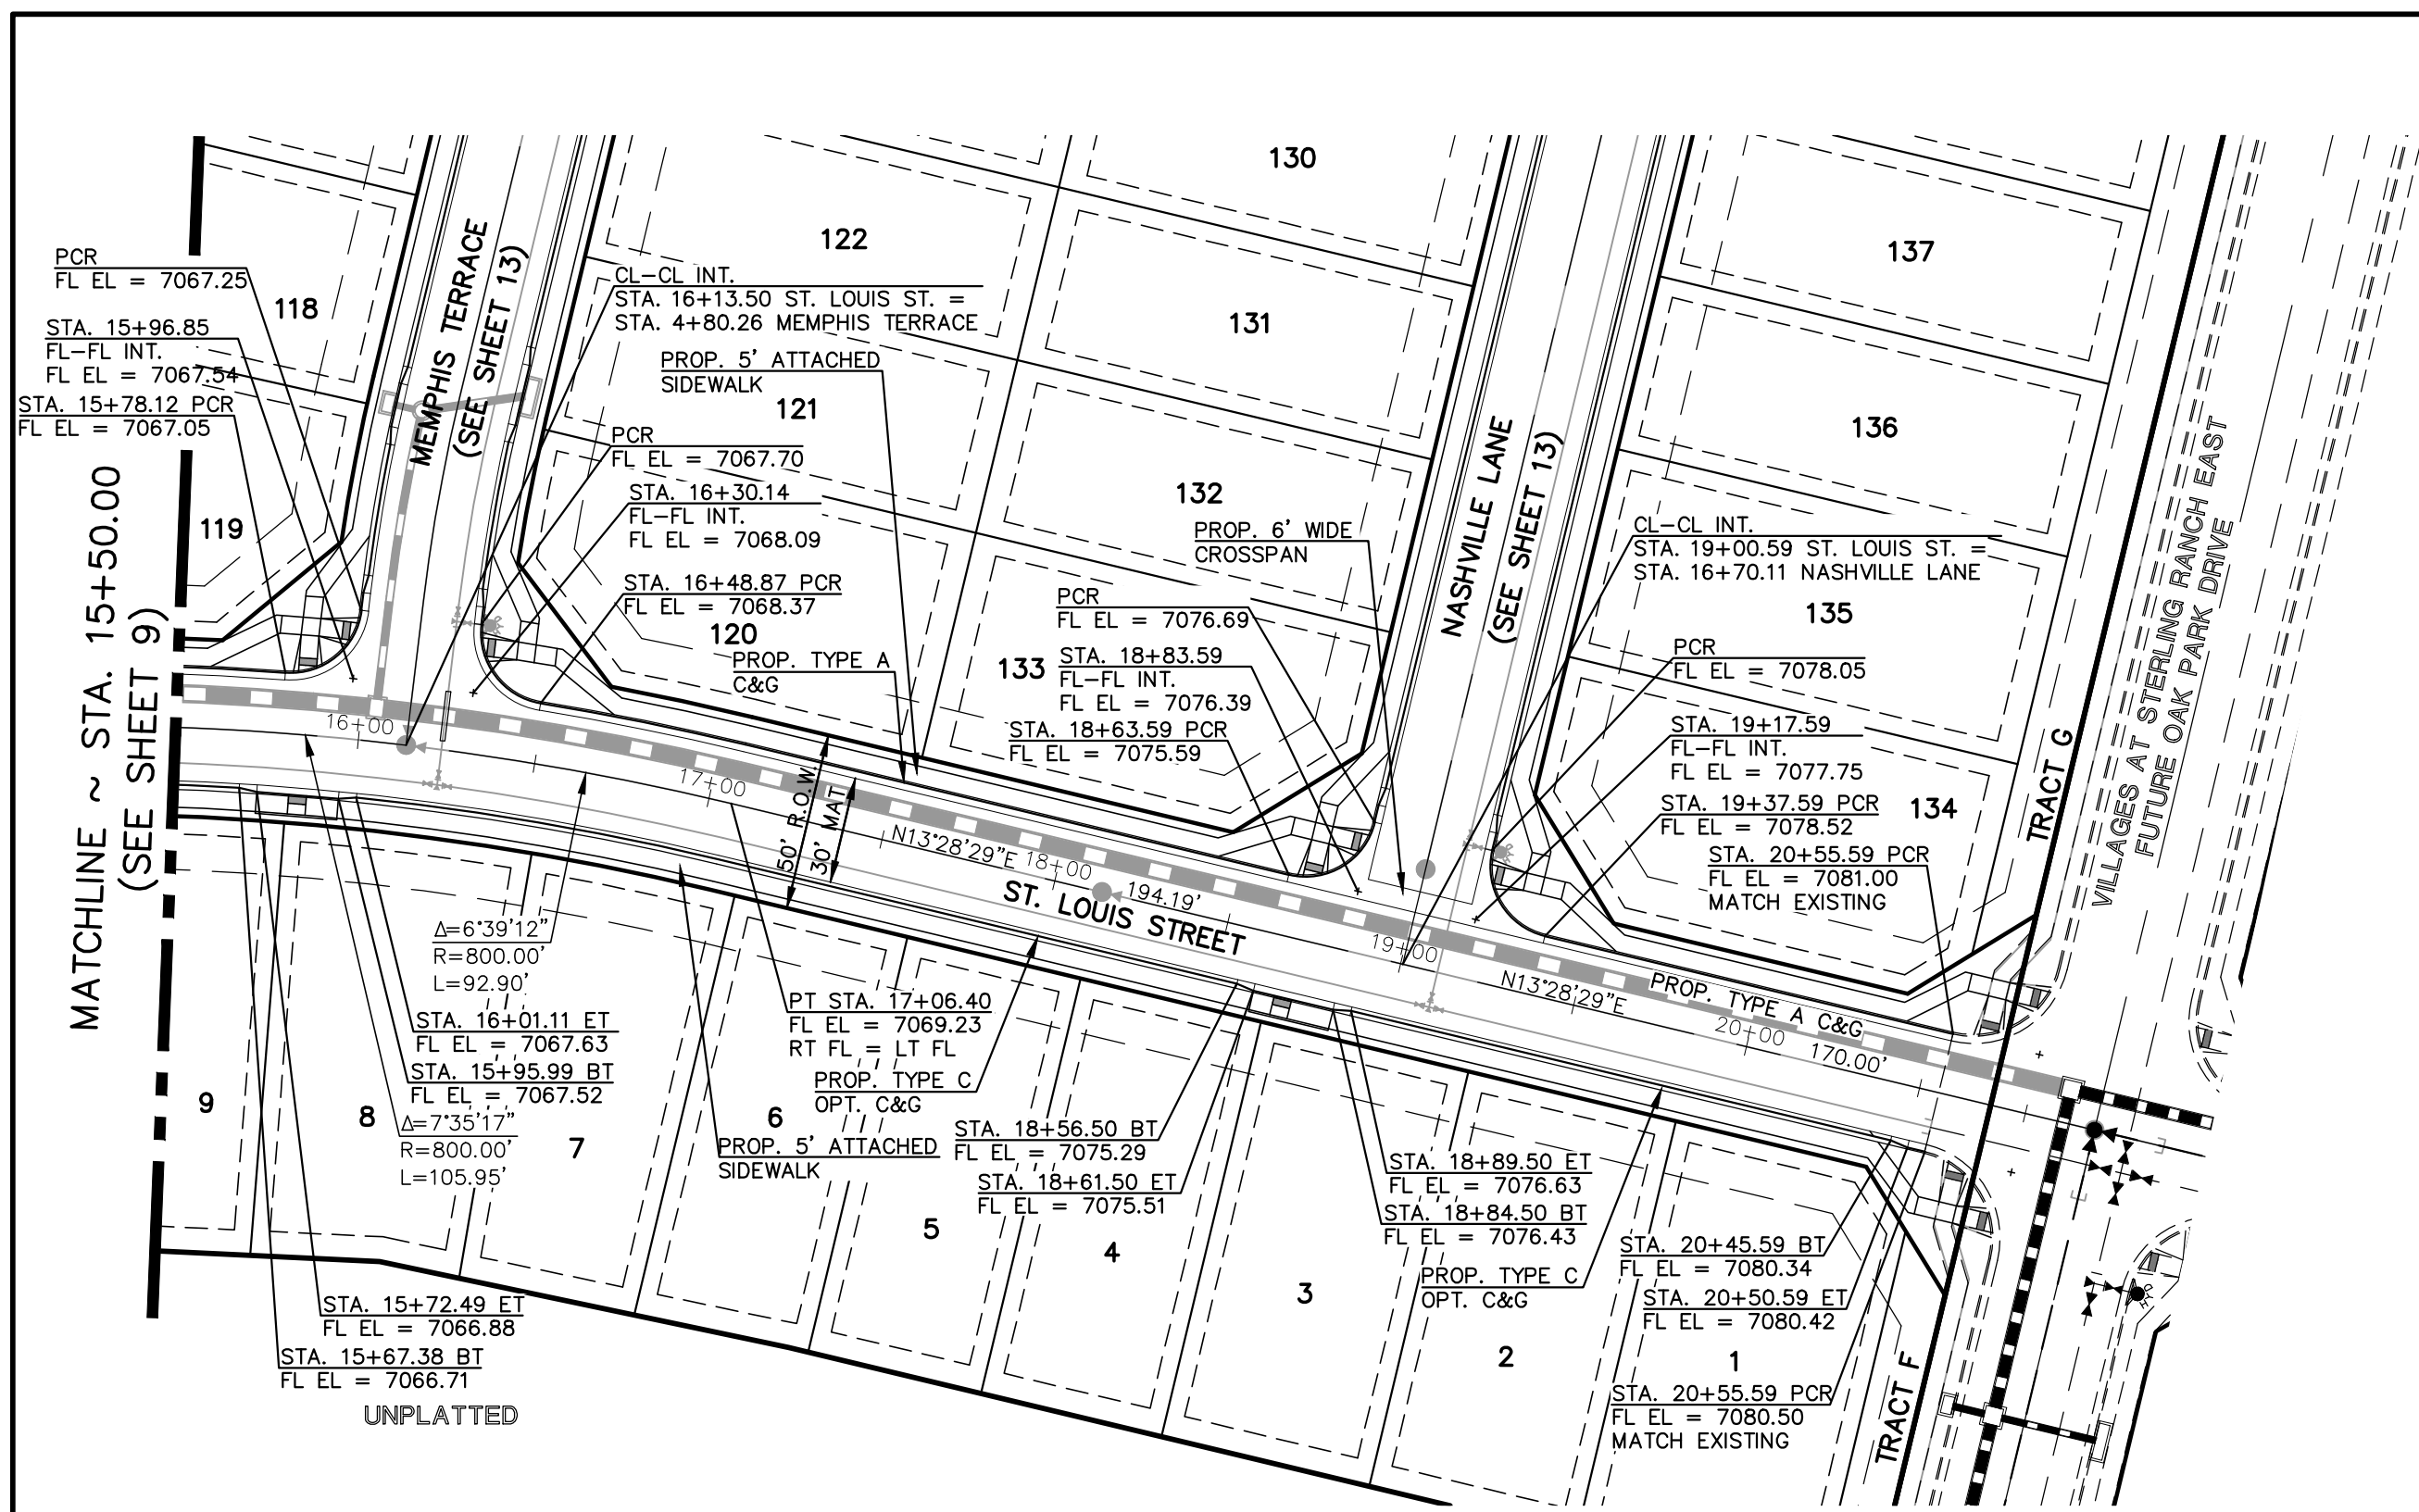 130
122
137
PCR
FL EL = 7067.25
118
MEMPHIS TERRACE
(SEE SHEET 13)
CL-CL INT.
STA. 16+13.50 ST. LOUIS ST. =
STA. 4+80.26 MEMPHIS TERRACE
131
STA. 15+96.85
FL-FL INT.
FL EL = 7067.54
STA. 15+78.12 PCR
FL EL = 7067.05
PROP. 5' ATTACHED
SIDEWALK
121
136
PCR
FL EL = 7067.70
STA. 16+30.14
FL-FL INT.
FL EL = 7068.09
132
NASHVILLE LANE
(SEE SHEET 13)
119
PROP. 6' WIDE
CROSSPAN
CL-CL INT.
STA. 19+00.59 ST. LOUIS ST. =
STA. 16+70.11 NASHVILLE LANE
VILLAGES AT STERLING RANCH EAST
FUTURE OAK PARK DRIVE
MATCHLINE ~ STA. 15+50.00
(SEE SHEET 9)
STA. 16+48.87 PCR
FL EL = 7068.37
120
PROP. TYPE A
C&G
PCR
FL EL = 7076.69
135
133
STA. 18+83.59
FL-FL INT.
FL EL = 7076.39
STA. 18+63.59 PCR
FL EL = 7075.59
PCR
FL EL = 7078.05
STA. 19+17.59
FL-FL INT.
FL EL = 7077.75
STA. 19+37.59 PCR
FL EL = 7078.52
134
TRACT G
STA. 20+55.59 PCR
FL EL = 7081.00
MATCH EXISTING
16+00
17+00
50' R.O.W.
30' MAT
N13°28'29"E
18+00
194.19'
ST. LOUIS STREET
19+00
N13°28'29"E
PROP. TYPE A C&G
20+00
170.00'
Δ=6°39'12"
R=800.00'
L=92.90'
STA. 16+01.11 ET
FL EL = 7067.63
STA. 15+95.99 BT
FL EL = 7067.52
Δ=7°35'17"
R=800.00'
L=105.95'
PT STA. 17+06.40
FL EL = 7069.23
RT FL = LT FL
PROP. TYPE C
OPT. C&G
9
8
7
6
PROP. 5' ATTACHED
SIDEWALK
STA. 18+56.50 BT
FL EL = 7075.29
STA. 18+61.50 ET
FL EL = 7075.51
STA. 18+89.50 ET
FL EL = 7076.63
STA. 18+84.50 BT
FL EL = 7076.43
5
4
3
PROP. TYPE C
OPT. C&G
STA. 20+45.59 BT
FL EL = 7080.34
STA. 20+50.59 ET
FL EL = 7080.42
2
1
STA. 15+72.49 ET
FL EL = 7066.88
STA. 15+67.38 BT
FL EL = 7066.71
UNPLATTED
STA. 20+55.59 PCR
FL EL = 7080.50
MATCH EXISTING
TRACT F